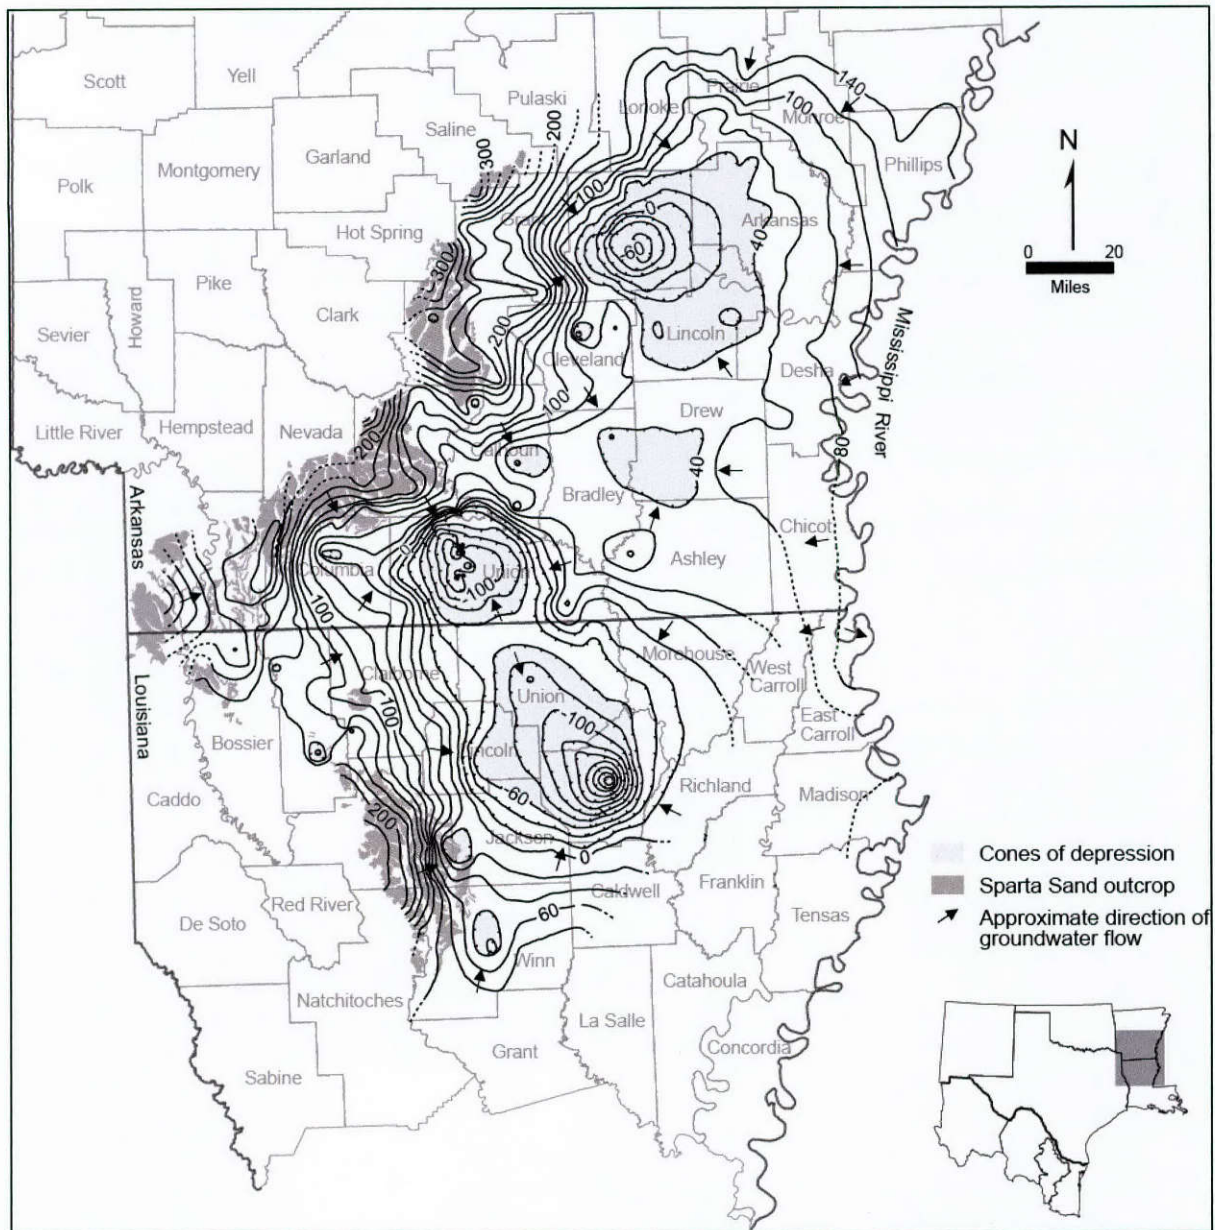 Scott
Yell
Pulaski
Lonoke
Prairie
140
100
Monroe
Phillips
Saline
200
300
Garland
Montgomery
Polk
N
0 20
Miles
Grant
100
0
-60
Arkansas
40
Hot Spring
300
Pike
Howard
Clark
Sevier
200
Lincoln
Cleveland
Desha
Mississippi River
100
Drew
Little River
Hempstead
Nevada
200
Calhoun
40
80
Bradley
Chicot
Arkansas
Ashley
0
Columbia
Union
-100
100
Morehouse
West
Carroll
Louisiana
Claiborne
Union
100
-100
East
Carroll
Bossier
Lincoln
Richland
Madison
Caddo
-60
200
Jackson
0
Cones of depression
Sparta Sand outcrop
Approximate direction of
groundwater flow
Caldwell
Franklin
Tensas
Red River
De Soto
60
Winn
Natchitoches
Catahoula
La Salle
Grant
Concordia
Sabine